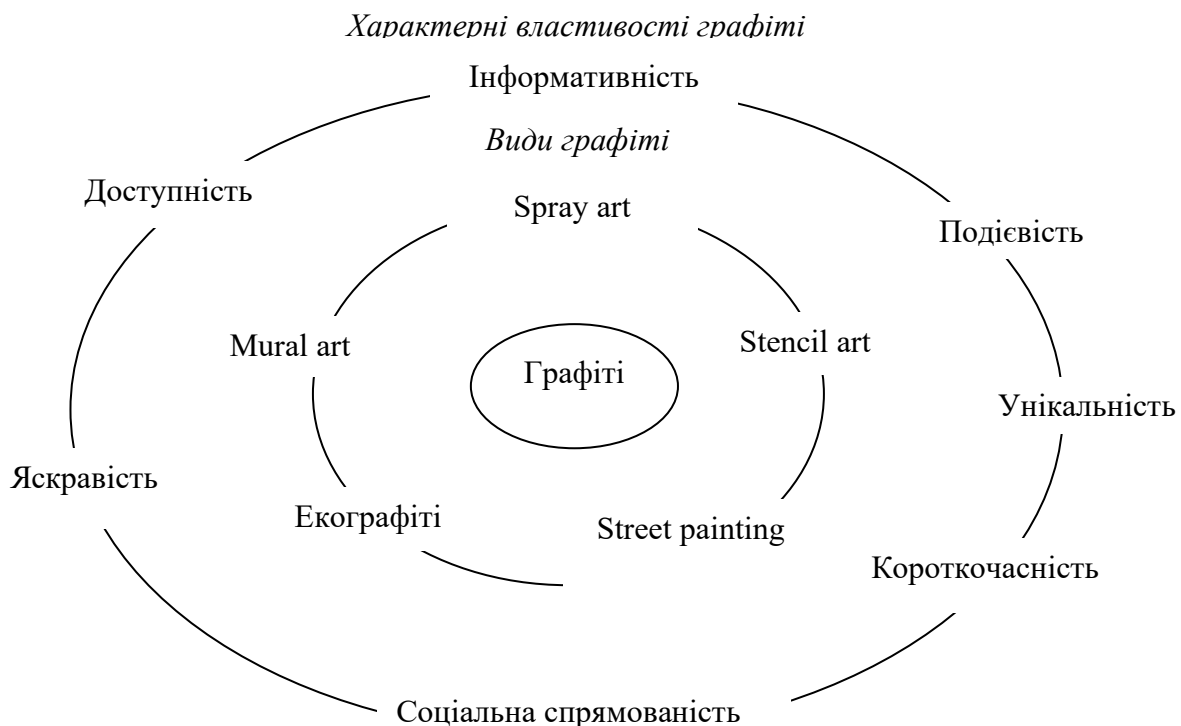 Характерні властивості графіті
Інформативність
Види графіті
Доступність
Spray art
Подієвість
Mural art
Stencil art
Графіті
Унікальність
Яскравість
Екографіті
Street painting
Короткочасність
Соціальна спрямованість